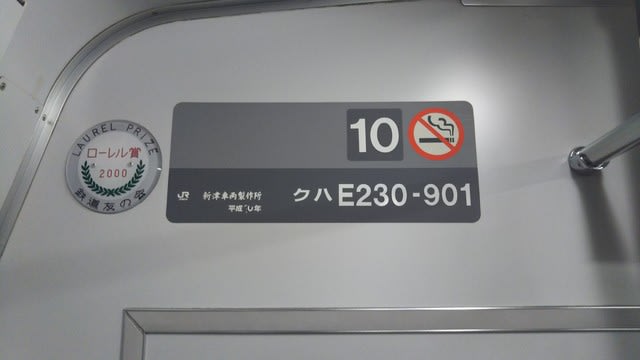 LAUREL PRIZE
ローレル賞
2000
鉄道友の会
10
JR 新津車両製作所
クハE230-901